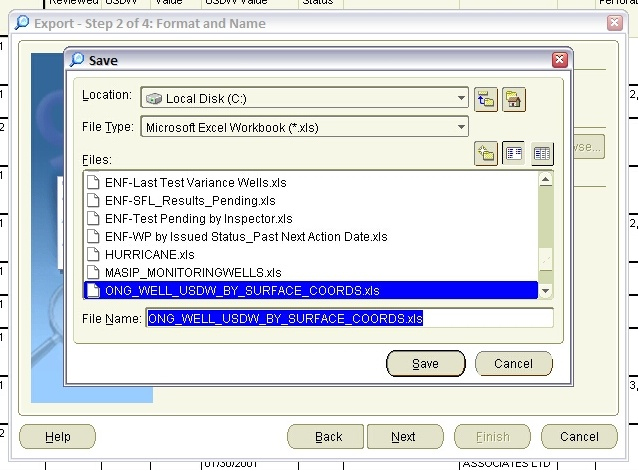 Reviewed USDW Value USDW Value Status
Export - Step 2 of 4: Format and Name
Save
Location: Local Disk (C:)
File Type: Microsoft Excel Workbook (*.xls)
Files:
ENF-Last Test Variance Wells.xls
ENF-SFL_Results_Pending.xls
ENF-Test Pending by Inspector.xls
ENF-WP by Issued Status_Past Next Action Date.xls
HURRICANE.xls
MASIP_MONITORINGWELLS.xls
ONG_WELL_USDW_BY_SURFACE_COORDS.xls
File Name: ONG_WELL_USDW_BY_SURFACE_COORDS.xls
Save Cancel
Help Back Next Finish Cancel
01/30/2001 ASSOCIATES LTD